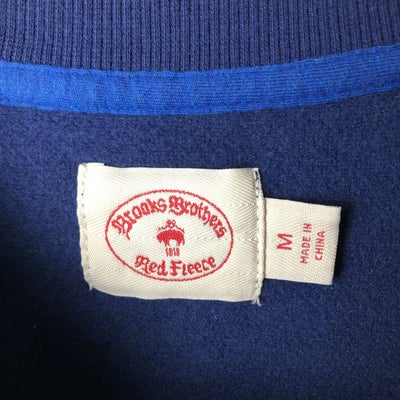 Brooks Brothers
1818
Red Fleece
M
MADE IN
CHINA